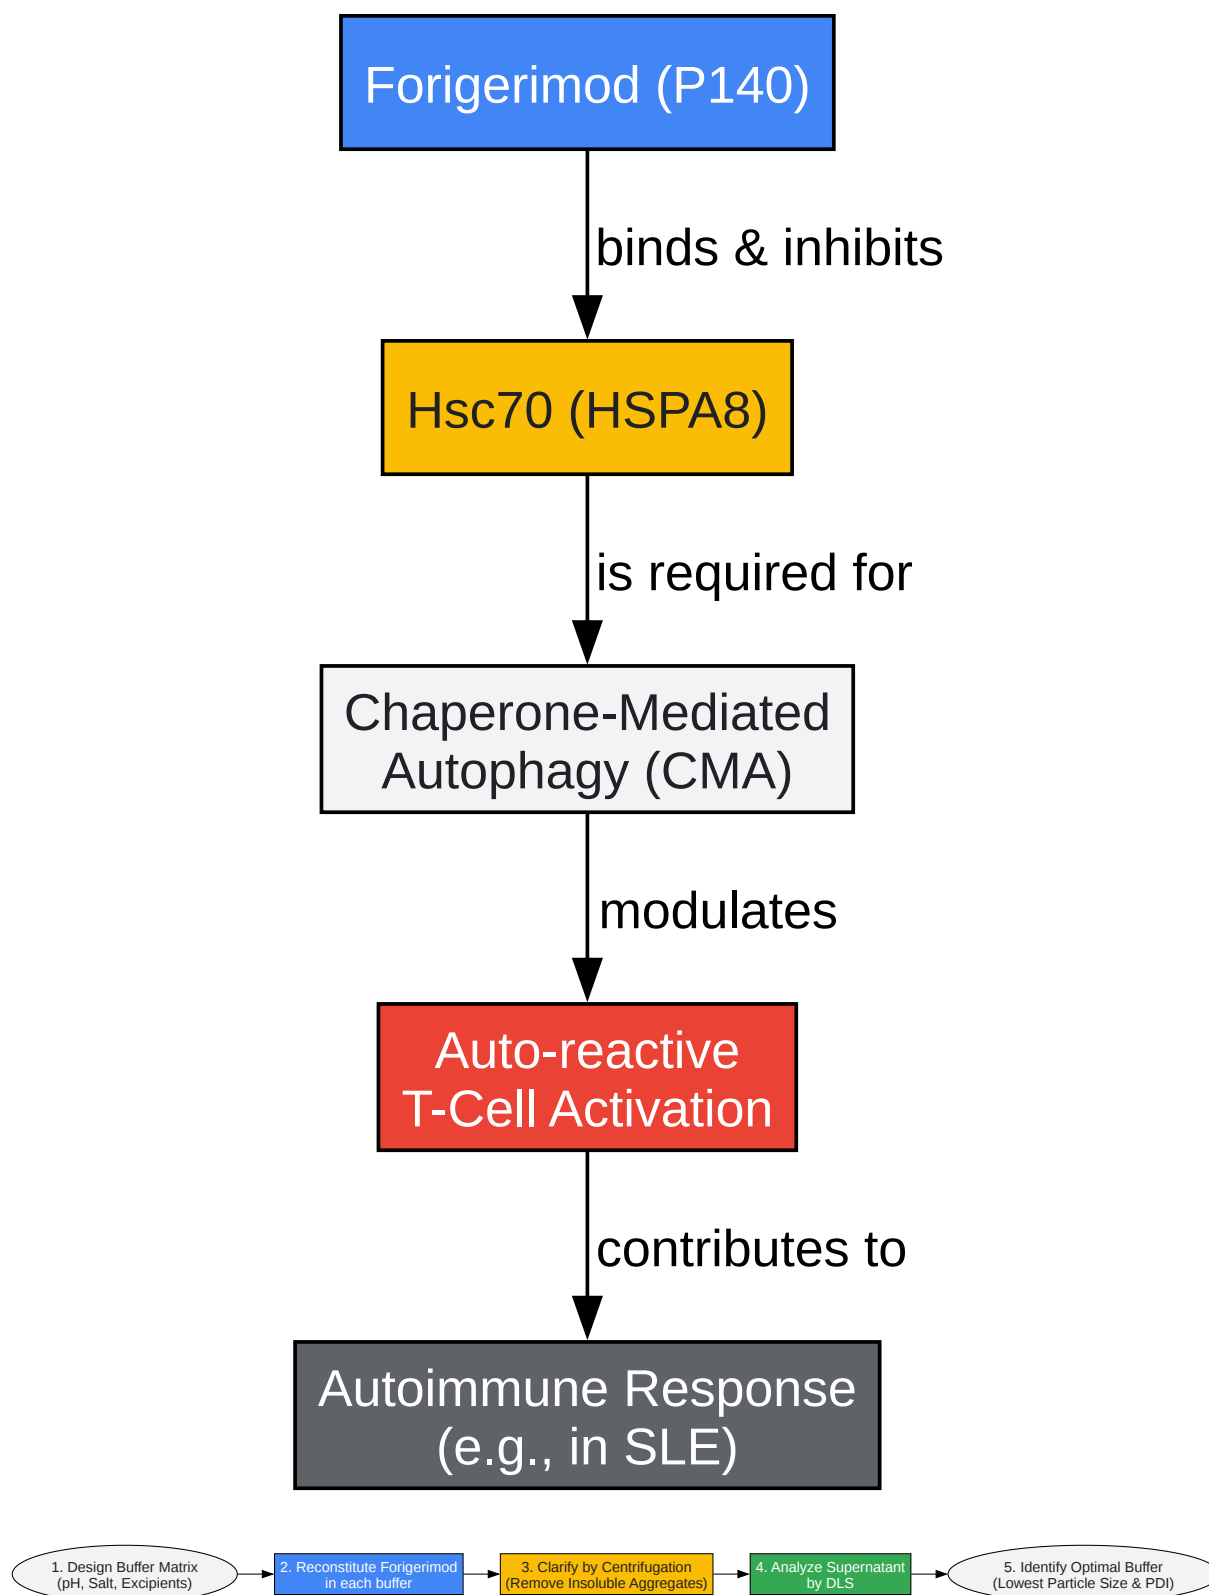 Forigerimod (P140)
binds & inhibits
Hsc70 (HSPA8)
is required for
Chaperone-Mediated
Autophagy (CMA)
modulates
Auto-reactive
T-Cell Activation
contributes to
Autoimmune Response
(e.g., in SLE)
1. Design Buffer Matrix
(pH, Salt, Excipients)
2. Reconstitute Forigerimod
in each buffer
3. Clarify by Centrifugation
(Remove Insoluble Aggregates)
4. Analyze Supernatant
by DLS
5. Identify Optimal Buffer
(Lowest Particle Size & PDI)